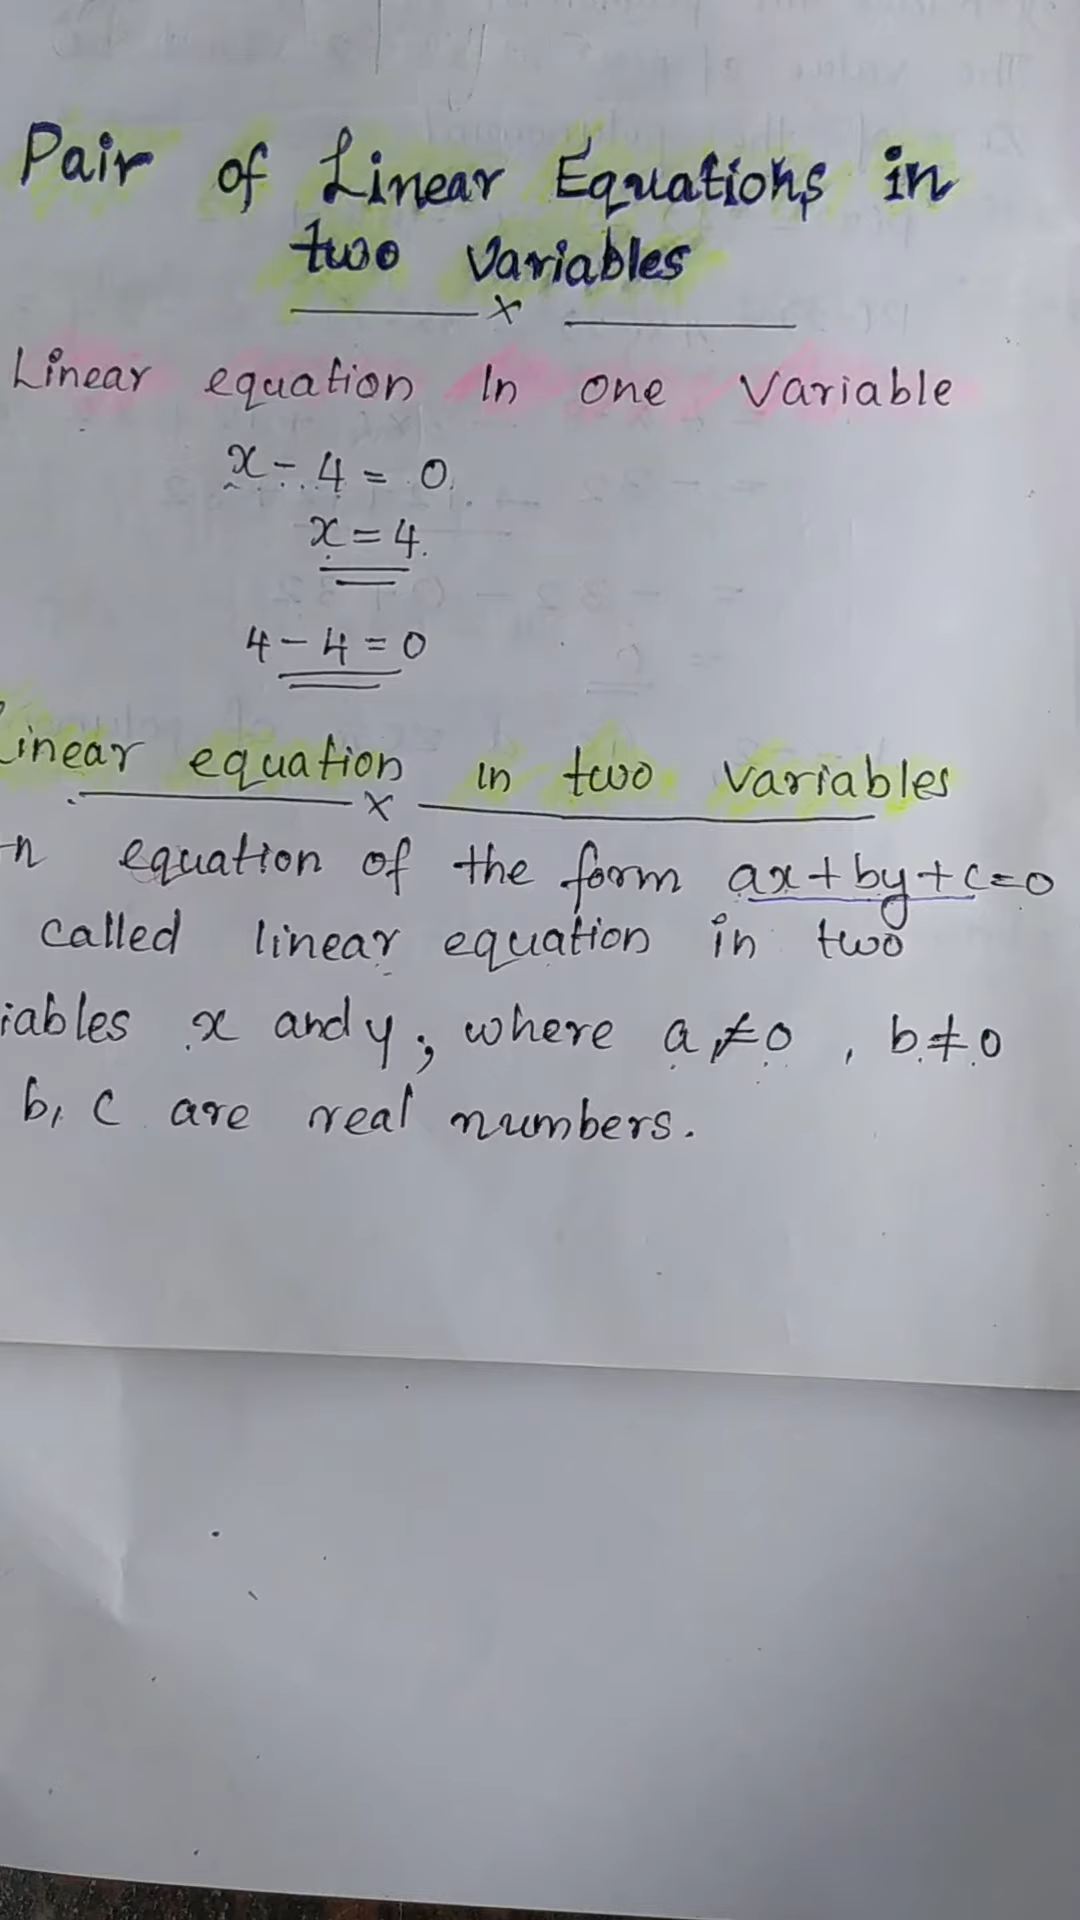 Pair of Linear Equations in
two Variables
x
Linear equation In one Variable
x - 4 = 0.
x = 4.
4 - 4 = 0
Linear equation in two variables
x
n equation of the form ax+by+c=0
called linear equation in two
iables x and y, where a ≠ 0 , b ≠ 0
b, c are real numbers.